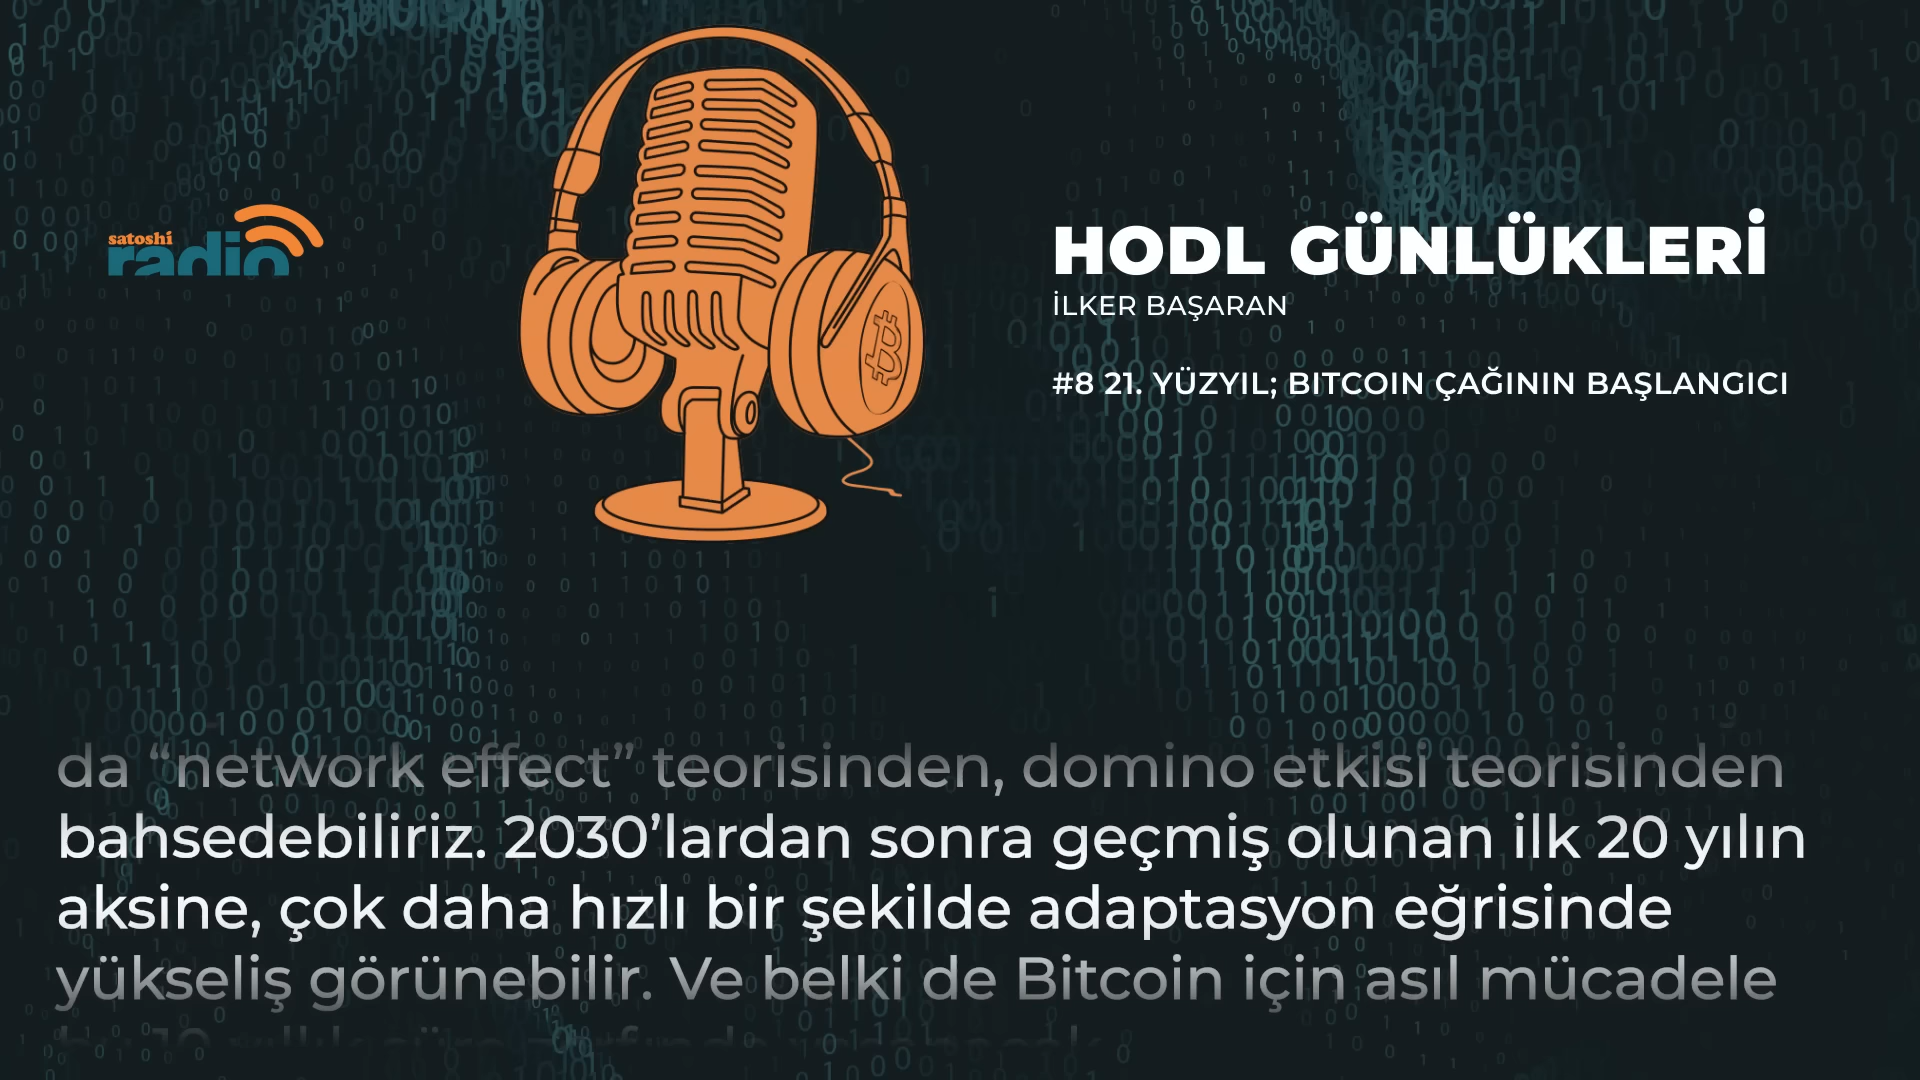 satoshi
radio
HODL GÜNLÜKLERİ
İLKER BAŞARAN
#8 21. YÜZYIL; BITCOIN ÇAĞININ BAŞLANGICI
da “network effect” teorisinden, domino etkisi teorisinden
bahsedebiliriz. 2030’lardan sonra geçmiş olunan ilk 20 yılın
aksine, çok daha hızlı bir şekilde adaptasyon eğrisinde
yükseliş görünebilir. Ve belki de Bitcoin için asıl mücadele